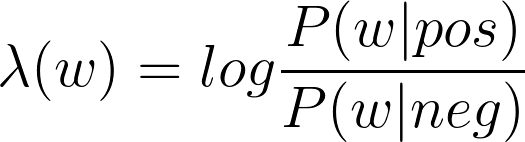 λ(w) = log P(w|pos) / P(w|neg)